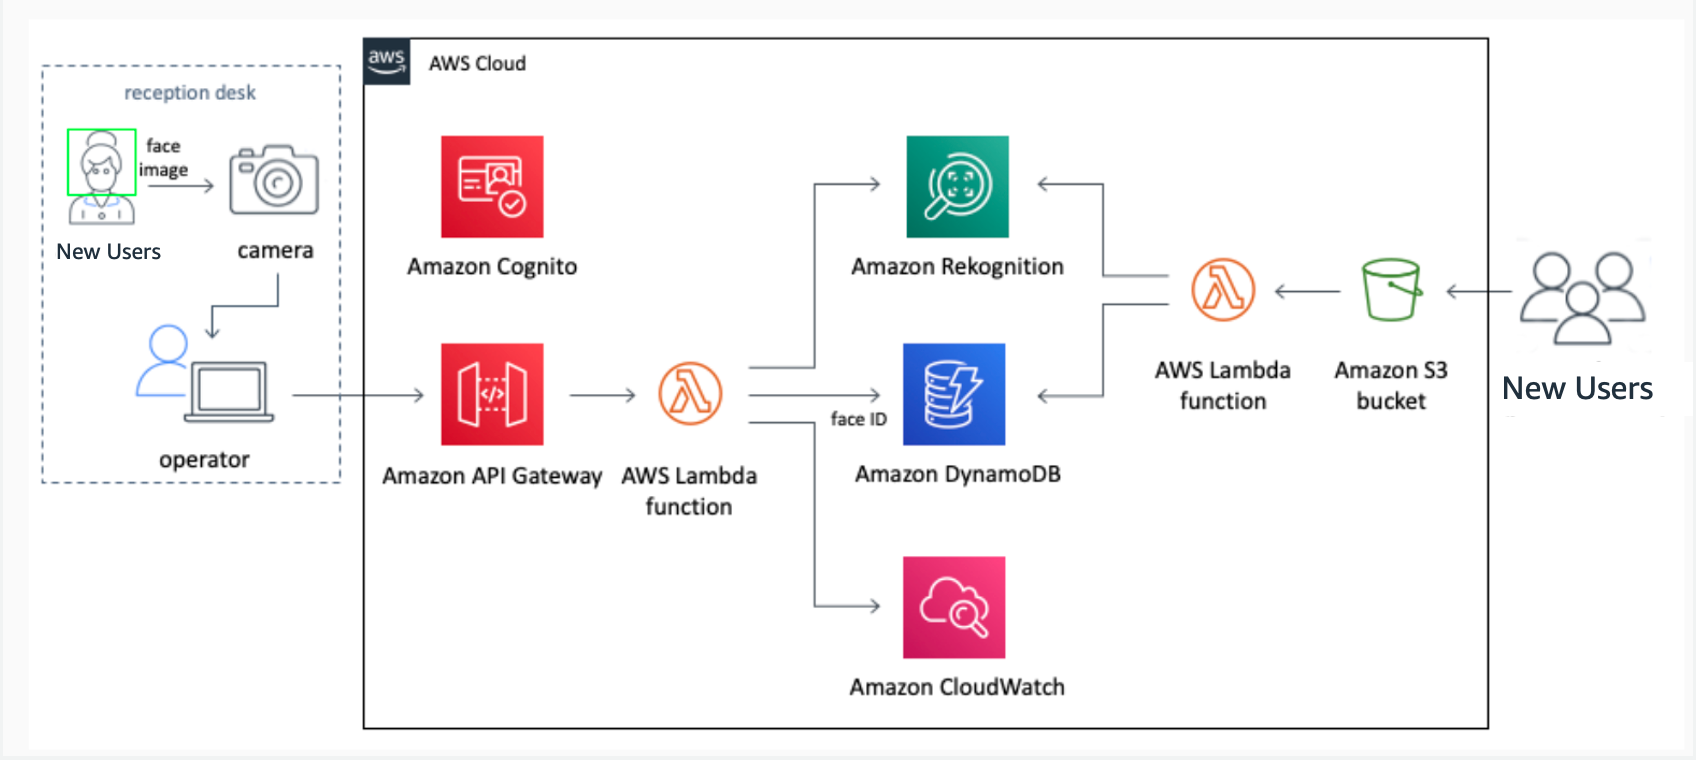 aws
AWS Cloud
reception desk
face
image
New Users
camera
operator
Amazon Cognito
Amazon API Gateway
</>
AWS Lambda
function
Amazon Rekognition
face ID
Amazon DynamoDB
Amazon CloudWatch
AWS Lambda
function
Amazon S3
bucket
New Users